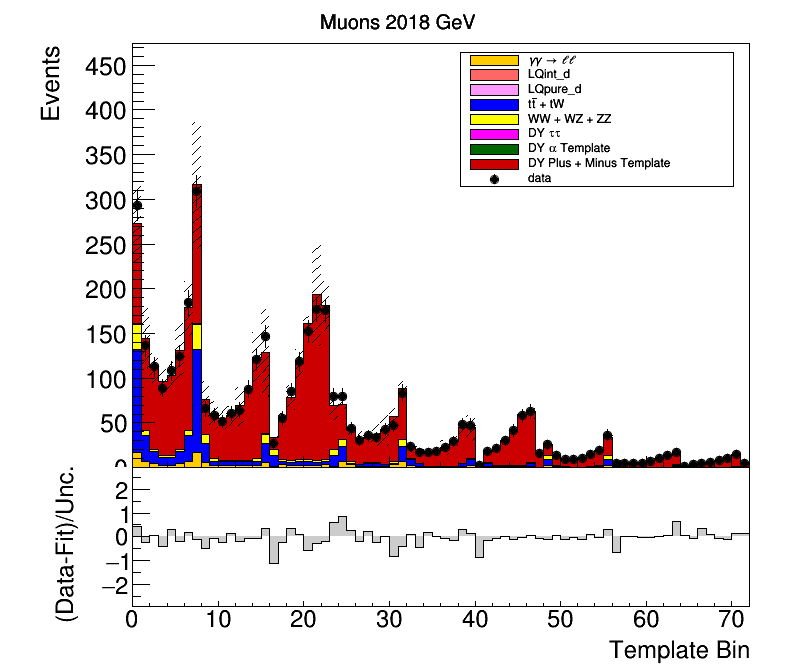 Muons 2018 GeV
Events
450
400
350
300
250
200
150
100
50
0
γγ → ℓℓ
LQint_d
LQpure_d
tt̄ + tW
WW + WZ + ZZ
DY ττ
DY α Template
DY Plus + Minus Template
data
(Data-Fit)/Unc.
2
1
0
−1
−2
0 10 20 30 40 50 60 70
Template Bin